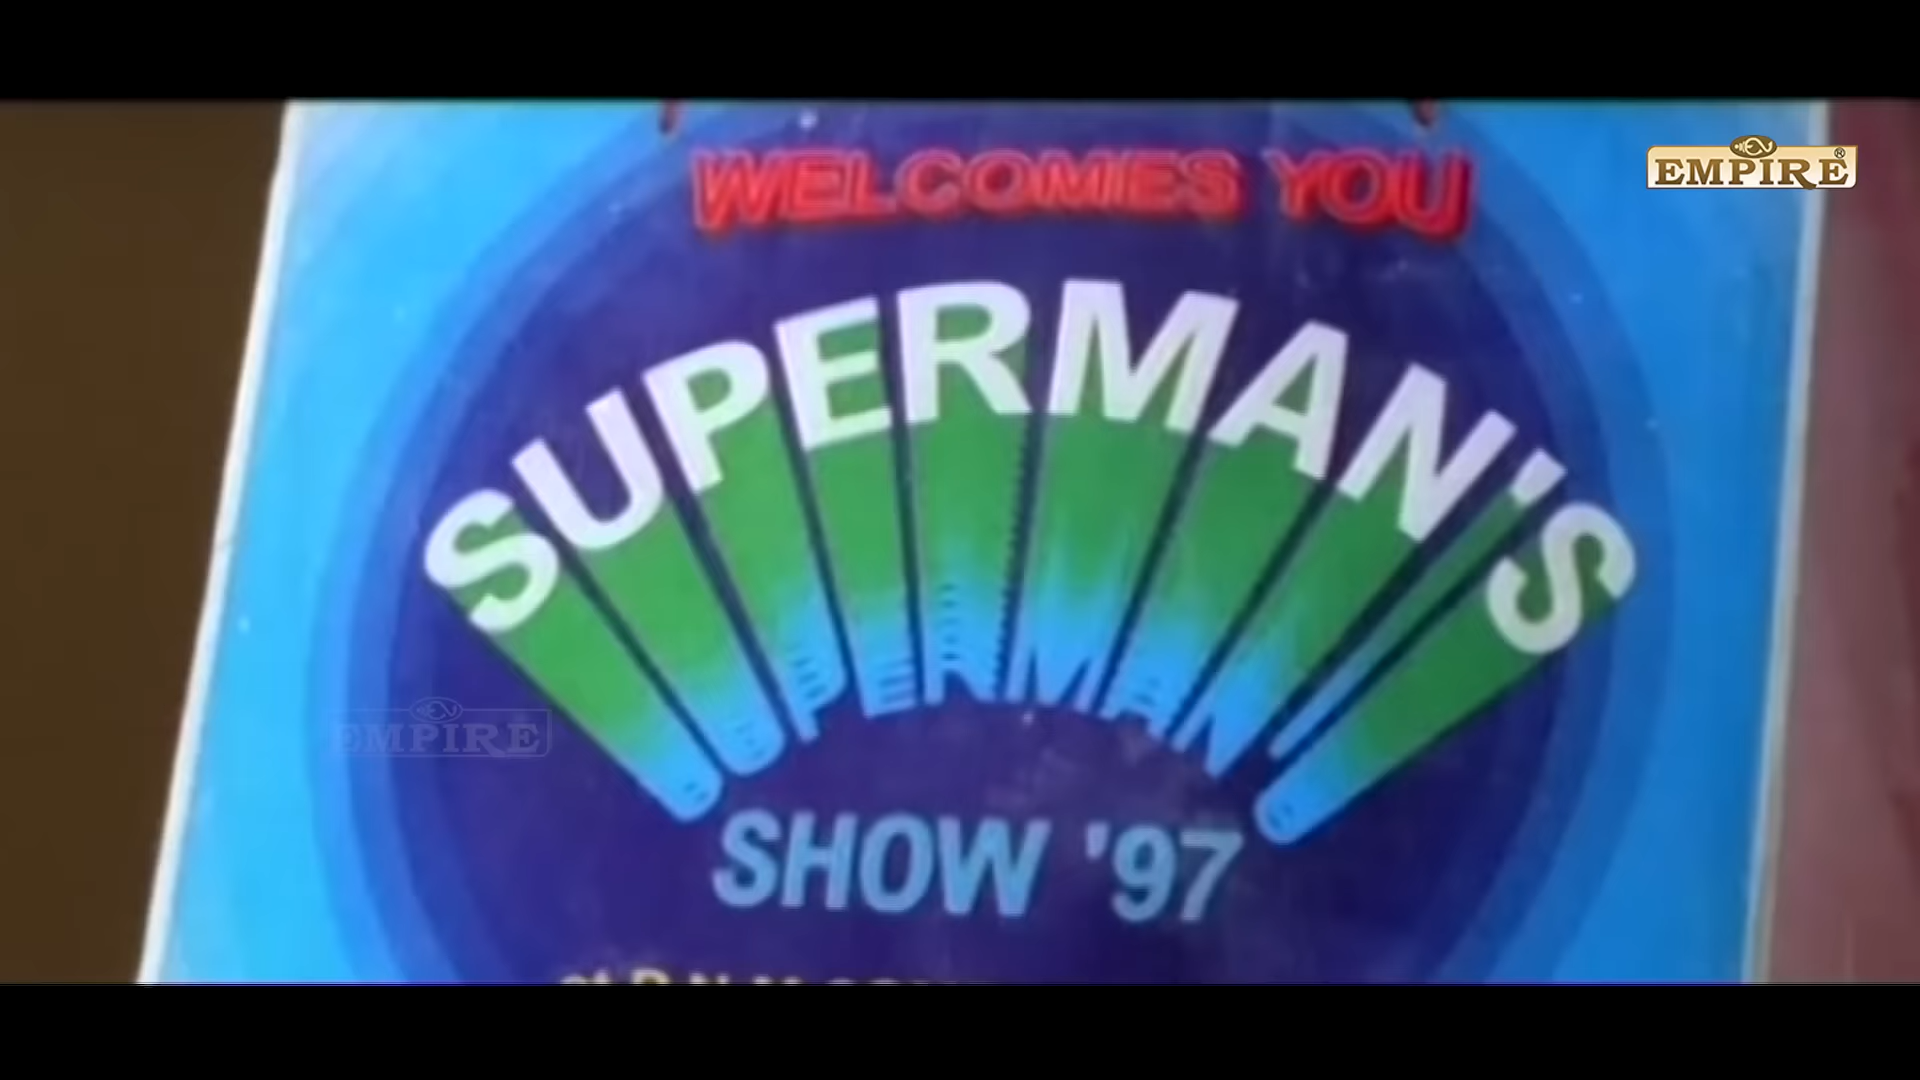 WELCOMES YOU
EMPIRE
SUPERMAN'S
EMPIRE
SHOW '97